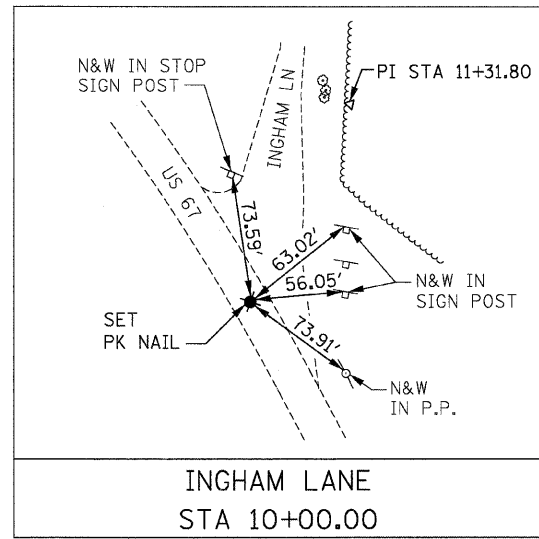 N&W IN STOP
SIGN POST
INGHAM LN
PI STA 11+31.80
US 67
73.59'
63.02'
56.05'
N&W IN
SIGN POST
SET
PK NAIL
73.91'
N&W
IN P.P.
INGHAM LANE
STA 10+00.00